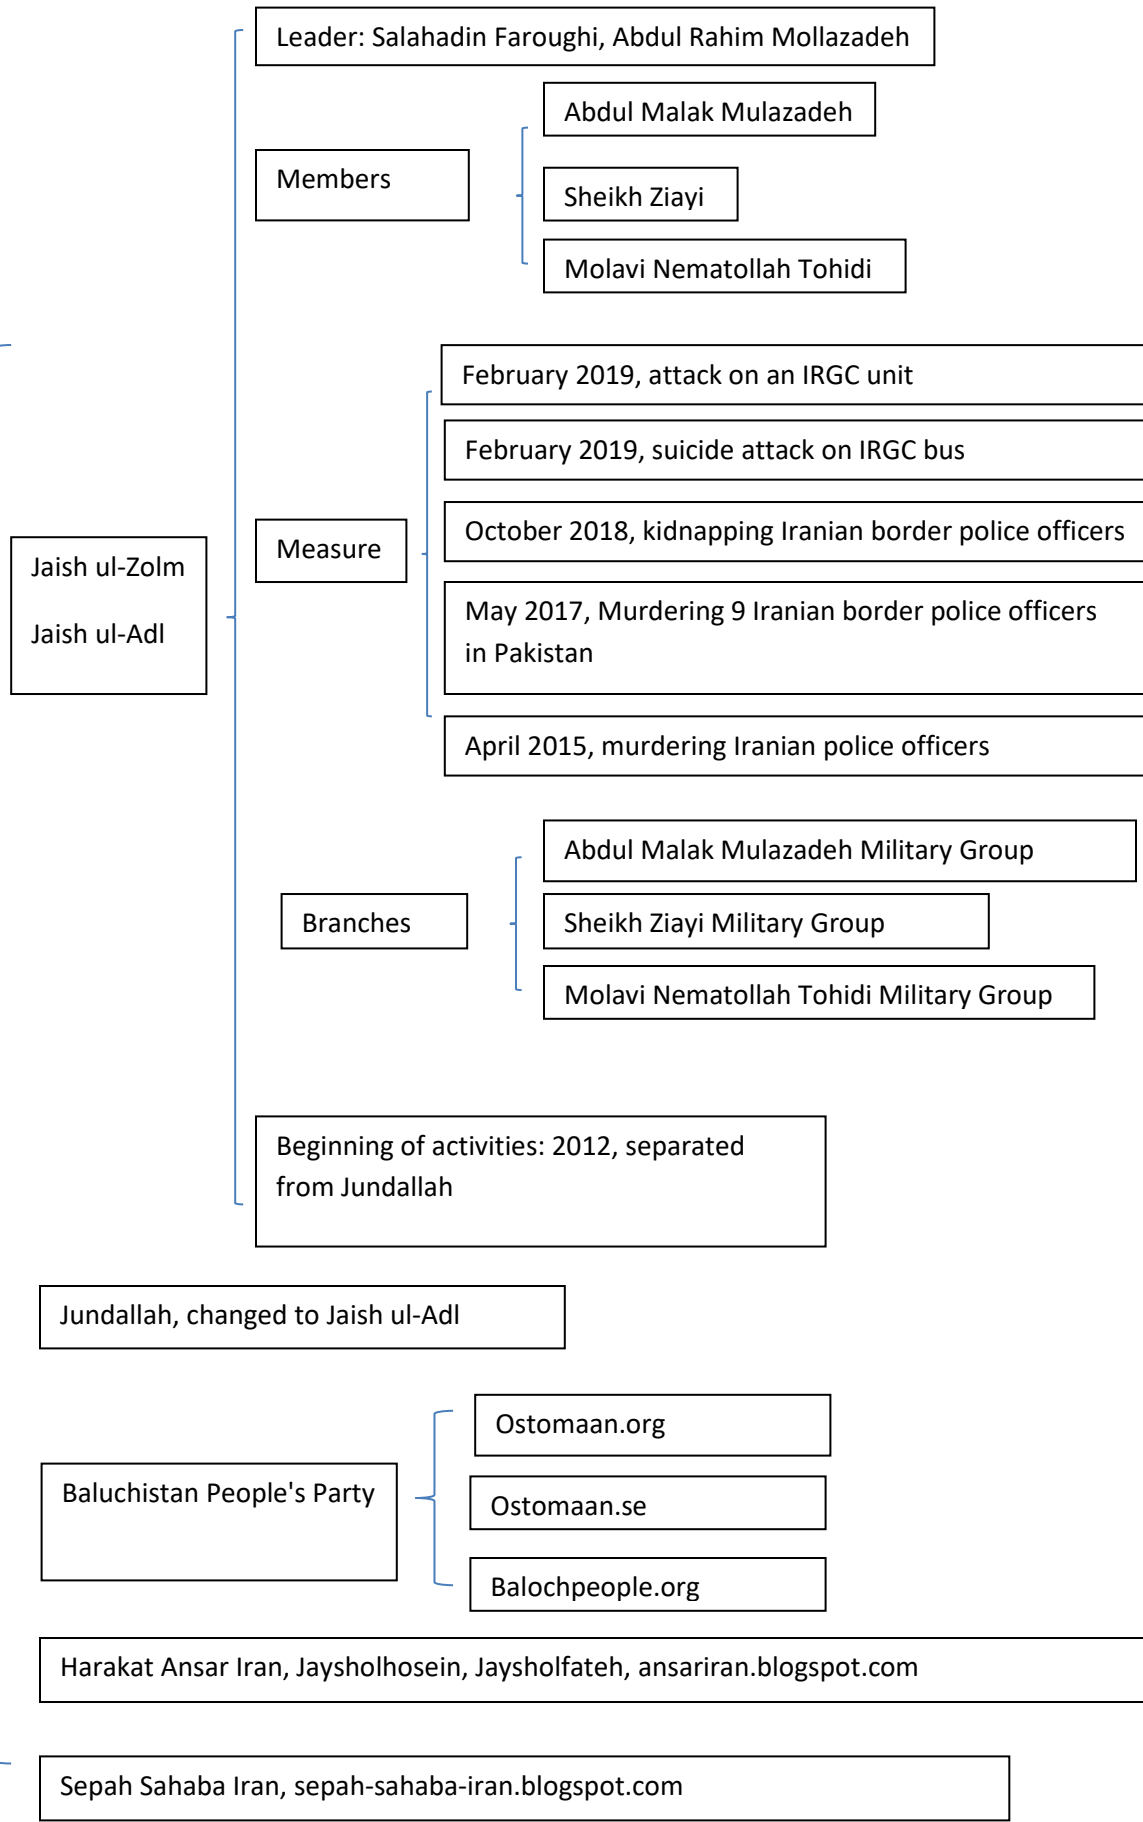 Leader: Salahadin Faroughi, Abdul Rahim Mollazadeh
Abdul Malak Mulazadeh
Members
Sheikh Ziayi
Molavi Nematollah Tohidi
February 2019, attack on an IRGC unit
February 2019, suicide attack on IRGC bus
October 2018, kidnapping Iranian border police officers
Measure
Jaish ul-Zolm
Jaish ul-Adl
May 2017, Murdering 9 Iranian border police officers
in Pakistan
April 2015, murdering Iranian police officers
Abdul Malak Mulazadeh Military Group
Branches
Sheikh Ziayi Military Group
Molavi Nematollah Tohidi Military Group
Beginning of activities: 2012, separated
from Jundallah
Jundallah, changed to Jaish ul-Adl
Ostomaan.org
Baluchistan People's Party
Ostomaan.se
Balochpeople.org
Harakat Ansar Iran, Jaysholhosein, Jaysholfateh, ansariran.blogspot.com
Sepah Sahaba Iran, sepah-sahaba-iran.blogspot.com